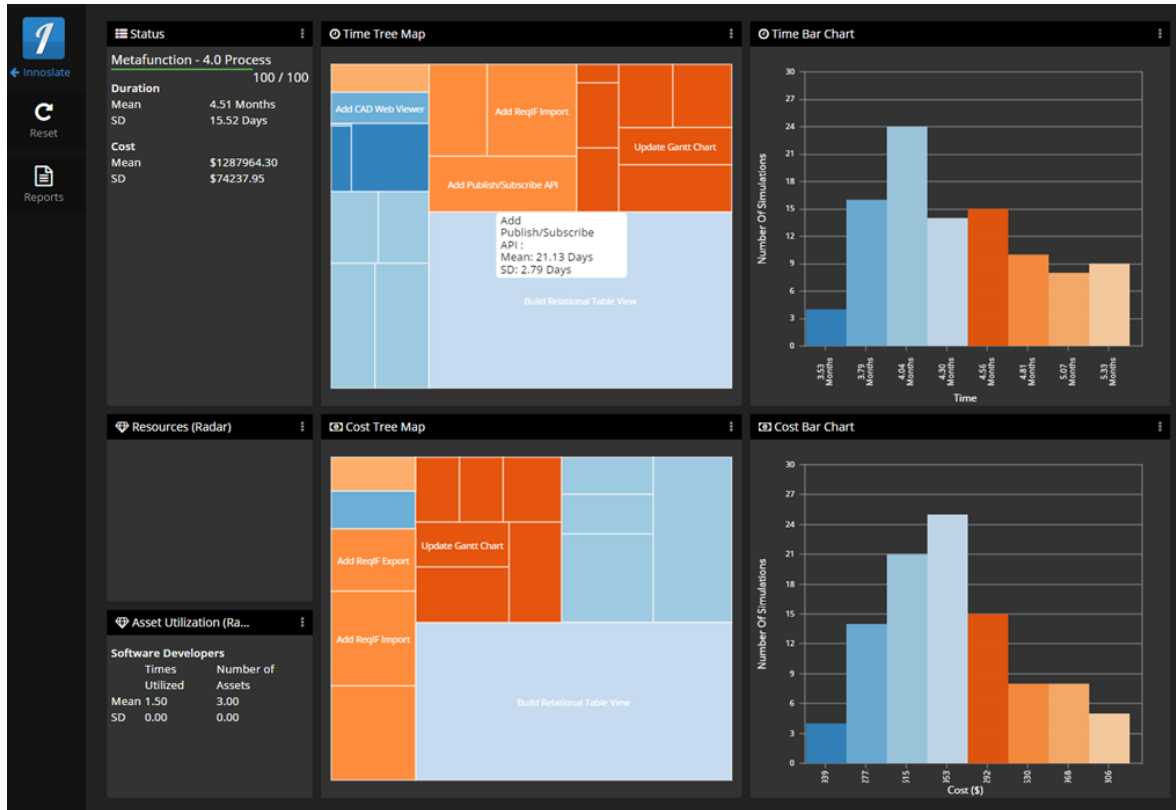 Innoslate
Reset
Reports
Status
Metafunction - 4.0 Process
100 / 100
Duration
Mean 4.51 Months
SD 15.52 Days
Cost
Mean $1287964.30
SD $74237.95
Time Tree Map
Add CAD Web Viewer
Add ReqIF Import
Update Gantt Chart
Add Publish/Subscribe API
Add
Publish/Subscribe
API :
Mean: 21.13 Days
SD: 2.79 Days
Build Relational Table View
Time Bar Chart
Number Of Simulations
30
27
24
21
18
15
12
9
6
3
0
3.53 Months
3.79 Months
4.04 Months
4.30 Months
4.56 Months
4.81 Months
5.07 Months
5.33 Months
Time
Resources (Radar)
Asset Utilization (Ra...
Software Developers
Times Number of
Utilized Assets
Mean 1.50 3.00
SD 0.00 0.00
Cost Tree Map
Update Gantt Chart
Add ReqIF Export
Add ReqIF Import
Build Relational Table View
Cost Bar Chart
Number Of Simulations
30
27
24
21
18
15
12
9
6
3
0
Cost ($)